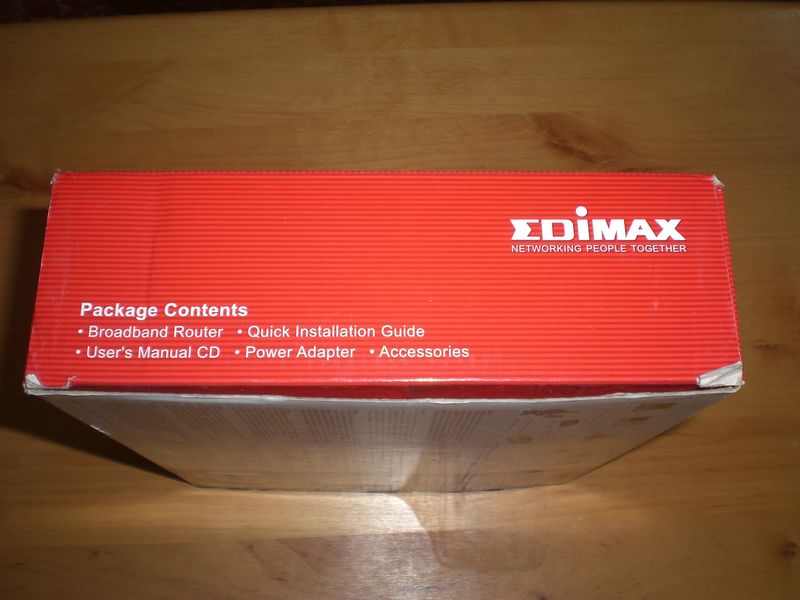 EDIMAX
NETWORKING PEOPLE TOGETHER
Package Contents
• Broadband Router • Quick Installation Guide
• User's Manual CD • Power Adapter • Accessories